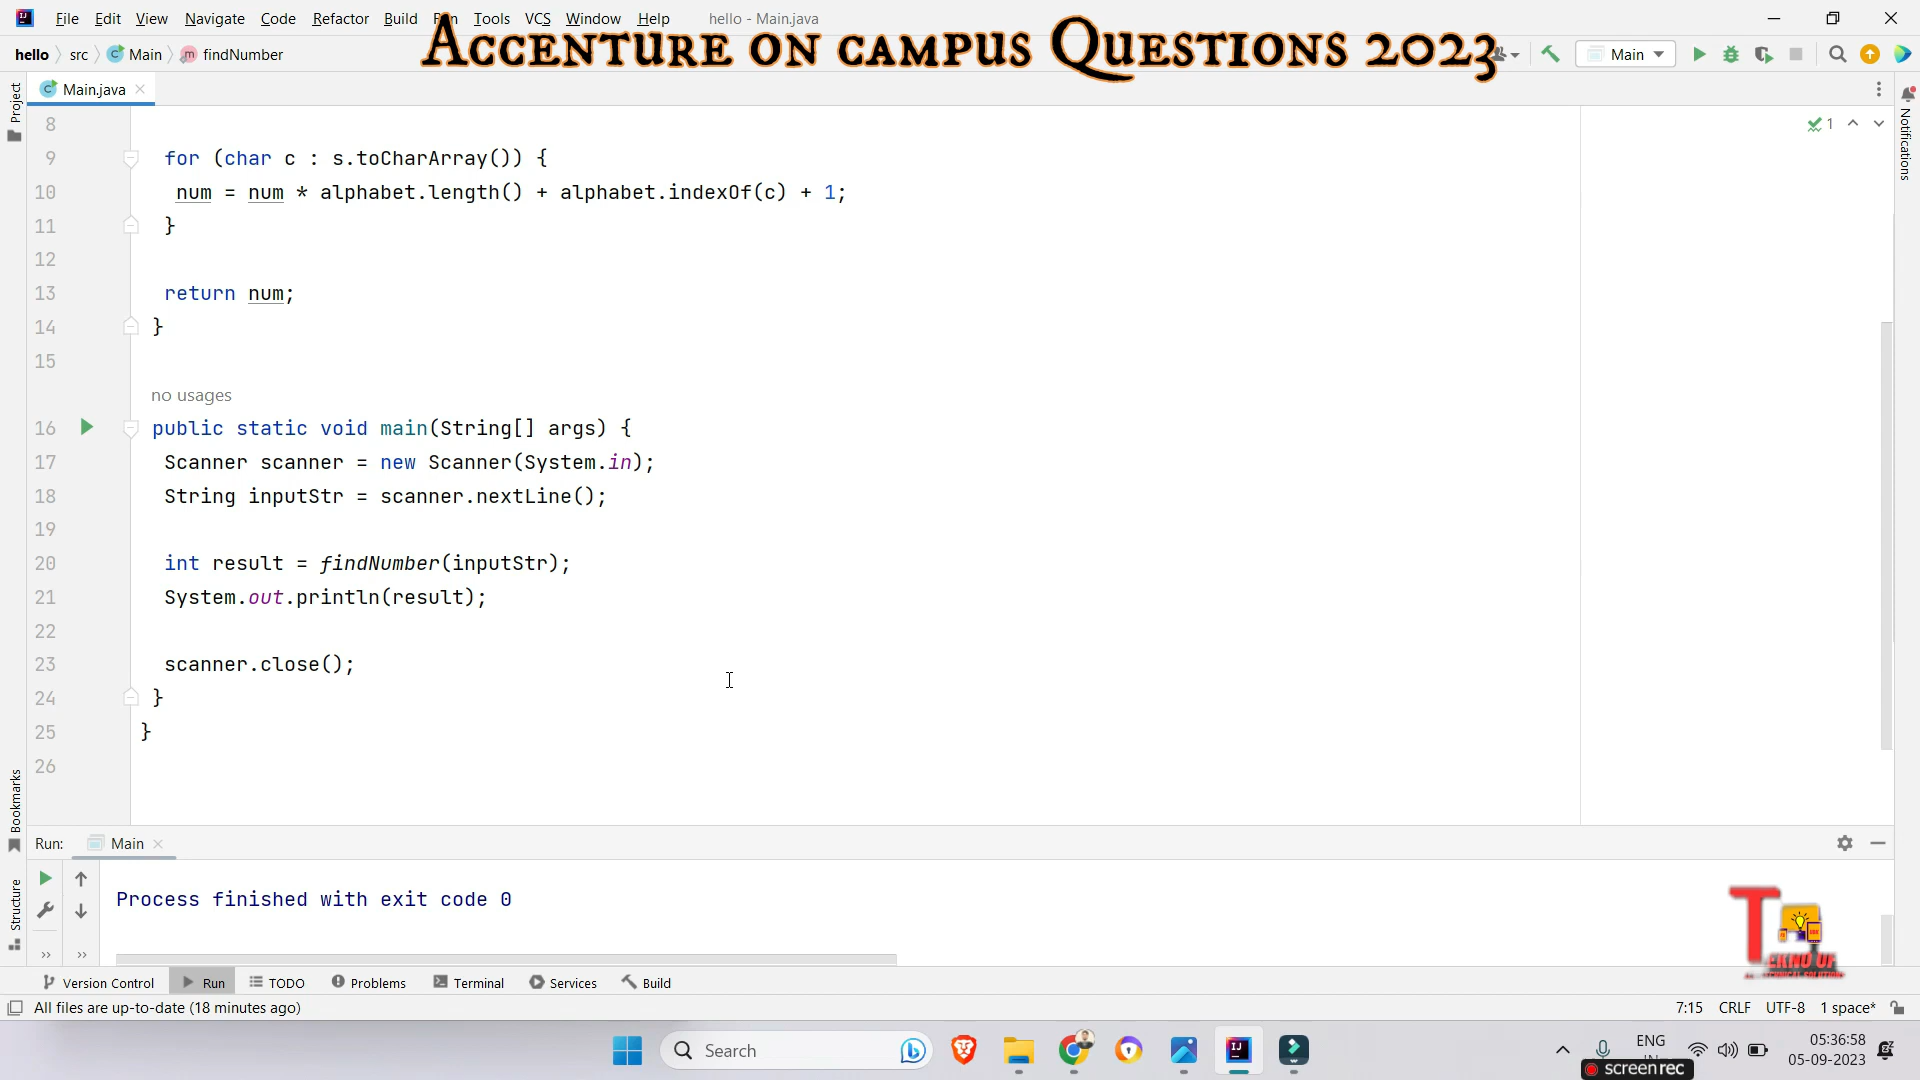 File Edit View Navigate Code Refactor Build Tools VCS Window Help hello - Main.java
Accenture on campus Questions 2023
hello src Main findNumber
Main
Main.java
Project
Notifications
1
8
9 for (char c : s.toCharArray()) {
10 num = num * alphabet.length() + alphabet.indexOf(c) + 1;
11 }
12
13 return num;
14 }
15
no usages
16 public static void main(String[] args) {
17 Scanner scanner = new Scanner(System.in);
18 String inputStr = scanner.nextLine();
19
20 int result = findNumber(inputStr);
21 System.out.println(result);
22
23 scanner.close();
24 }
25 }
26
Bookmarks
Structure
Run: Main
Process finished with exit code 0
Version Control Run TODO Problems Terminal Services Build
All files are up-to-date (18 minutes ago) 7:15 CRLF UTF-8 1 space*
Search
ENG
05:36:58
05-09-2023
screenrec